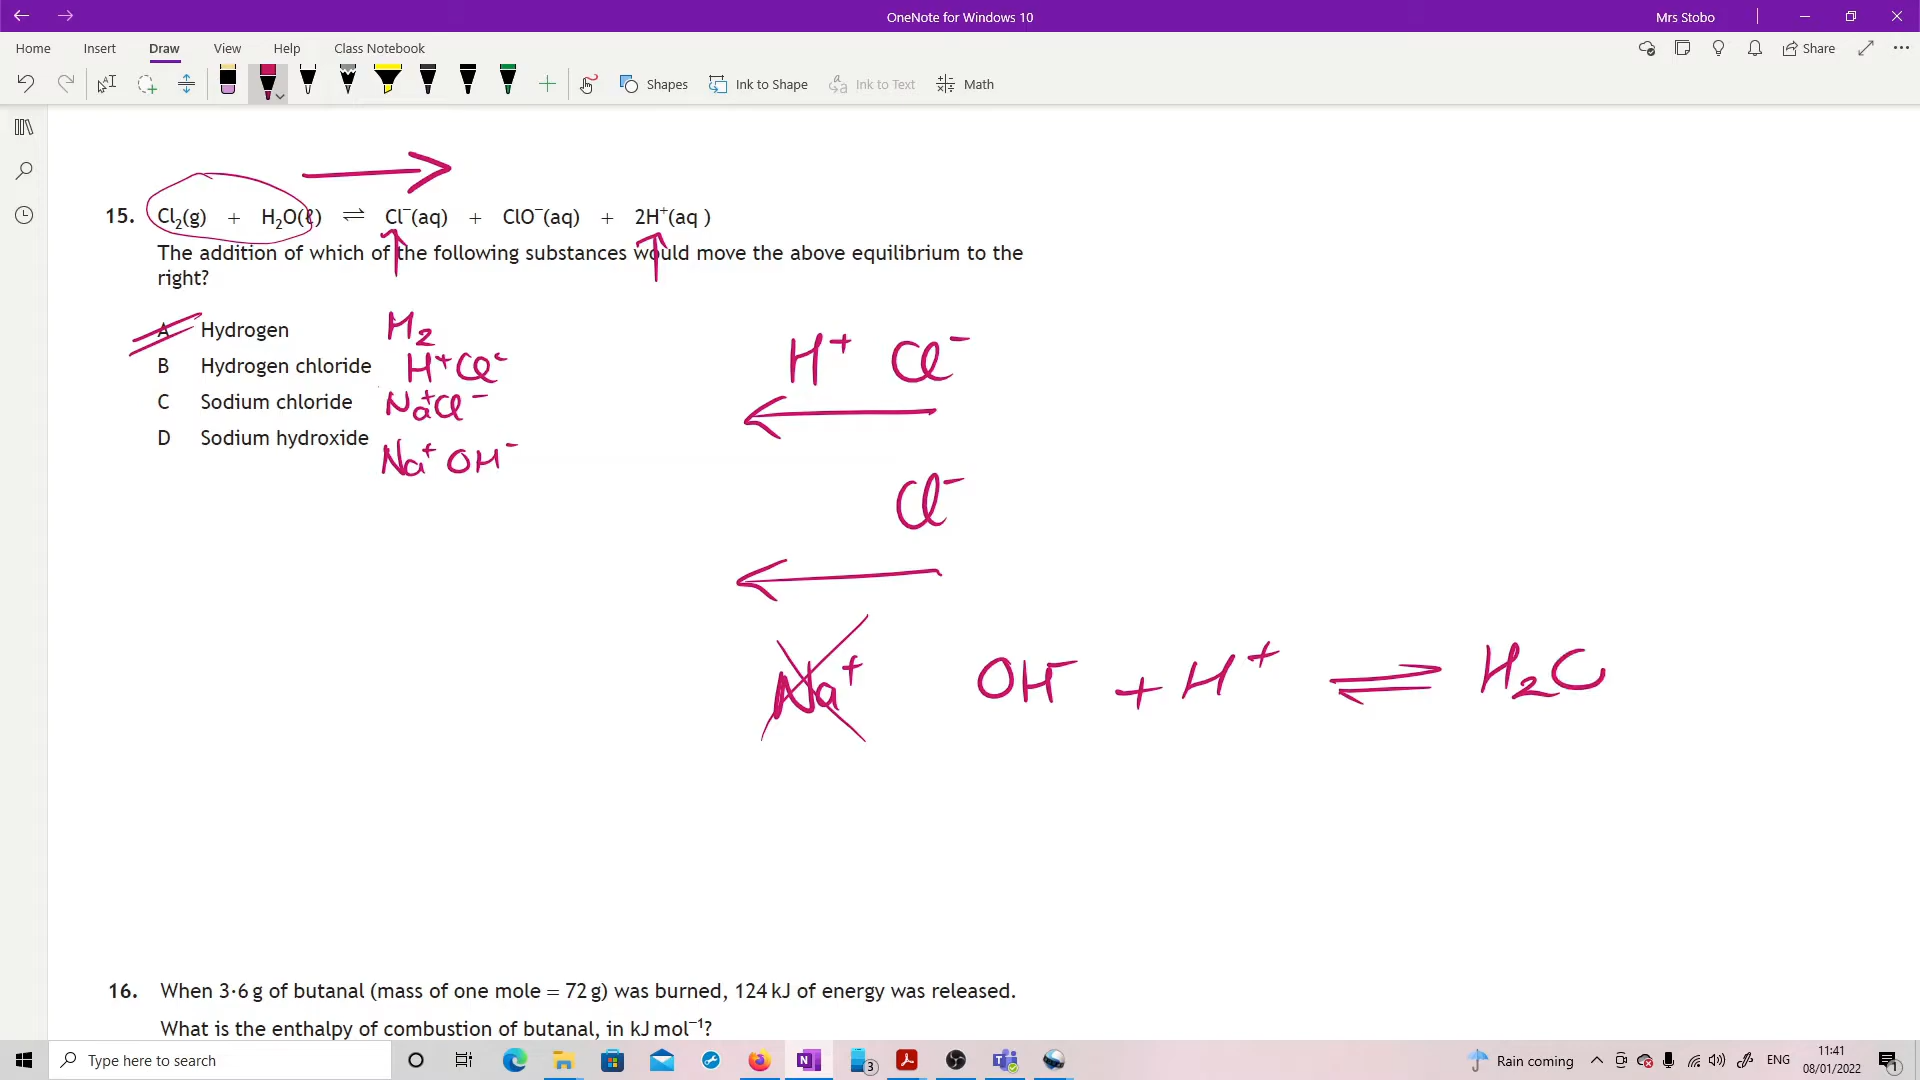 OneNote for Windows 10
Mrs Stobo
Home Insert Draw View Help Class Notebook
Share
Shapes Ink to Shape Ink to Text Math
15. Cl₂(g) + H₂O(ℓ) ⇌ Cl⁻(aq) + ClO⁻(aq) + 2H⁺(aq )
The addition of which of the following substances would move the above equilibrium to the
right?
A Hydrogen H₂
B Hydrogen chloride H⁺Cl⁻
C Sodium chloride Na⁺Cl⁻
D Sodium hydroxide Na⁺ OH⁻
H⁺ Cl⁻
Cl⁻
Na⁺ OH⁻ + H⁺ ⇌ H₂C
16. When 3·6 g of butanal (mass of one mole = 72 g) was burned, 124 kJ of energy was released.
What is the enthalpy of combustion of butanal, in kJ mol⁻¹?
Type here to search
3
Rain coming
ENG
11:41
08/01/2022
1